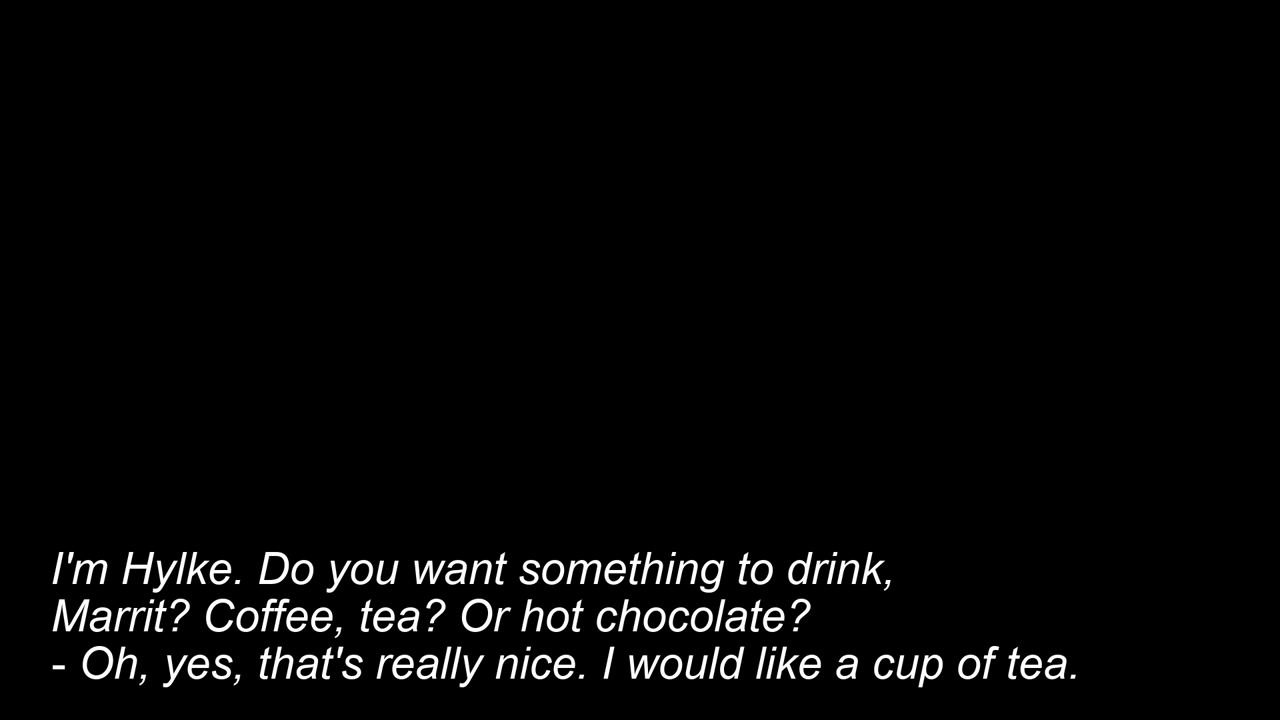 I'm Hylke. Do you want something to drink,
Marrit? Coffee, tea? Or hot chocolate?
- Oh, yes, that's really nice. I would like a cup of tea.